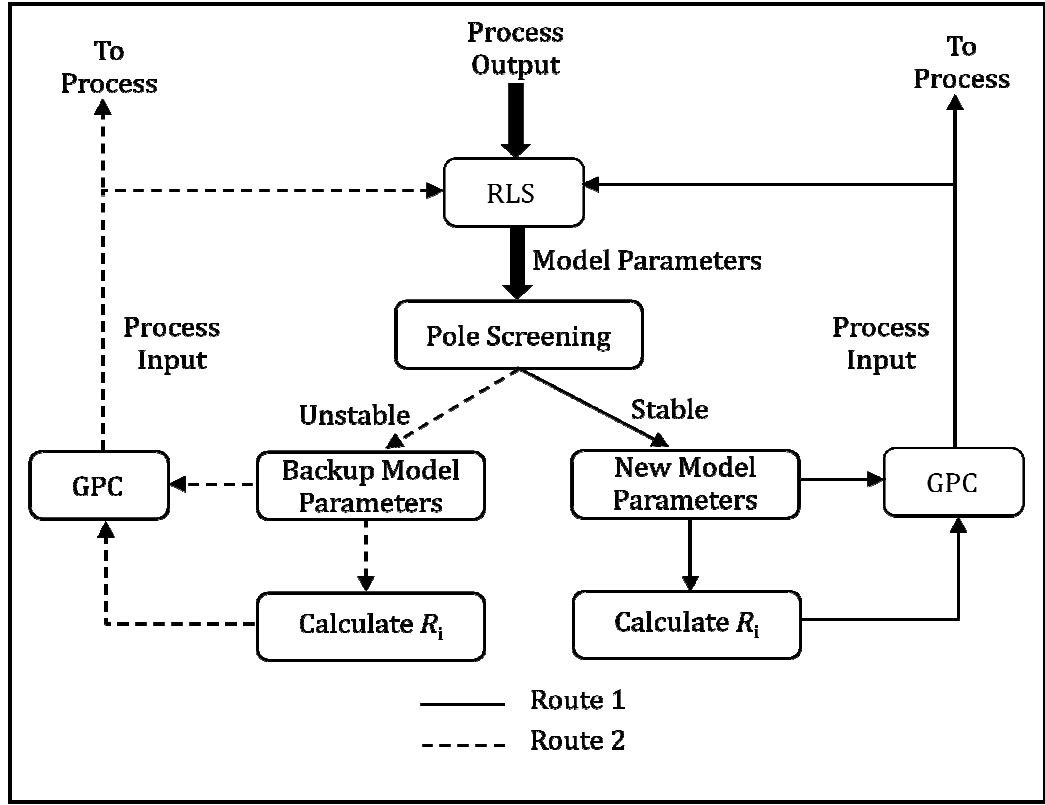 To
Process
Process
Output
To
Process
RLS
Model Parameters
Process
Input
Pole Screening
Process
Input
Unstable
Stable
GPC
Backup Model
Parameters
New Model
Parameters
GPC
Calculate Ri
Calculate Ri
Route 1
Route 2